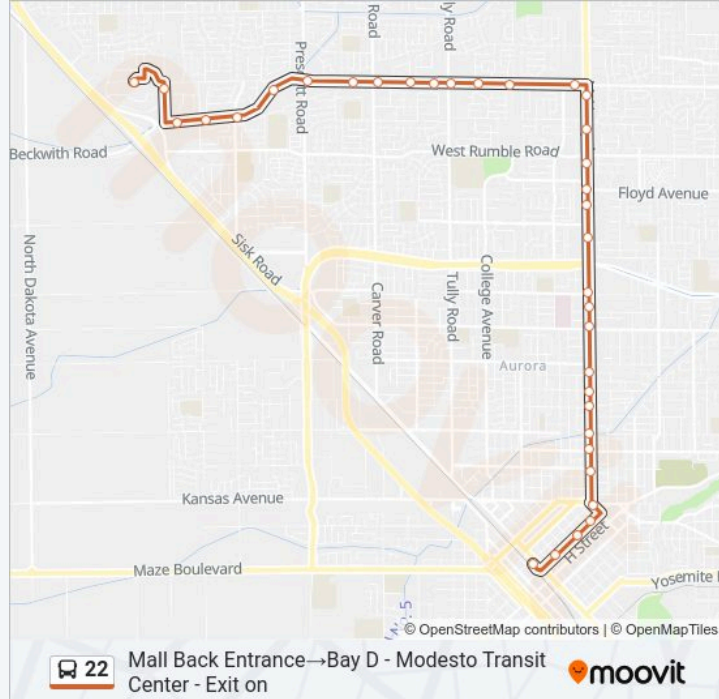 Road
ly Road
Prescott Road
Beckwith Road
West Rumble Road
Floyd Avenue
North Dakota Avenue
Sisk Road
Carver Road
Tully Road
College Avenue
Aurora
Kansas Avenue
H Street
Maze Boulevard
Yosemite
© OpenStreetMap contributors | © OpenMapTiles
22
Mall Back Entrance→Bay D - Modesto Transit
Center - Exit on
moovit